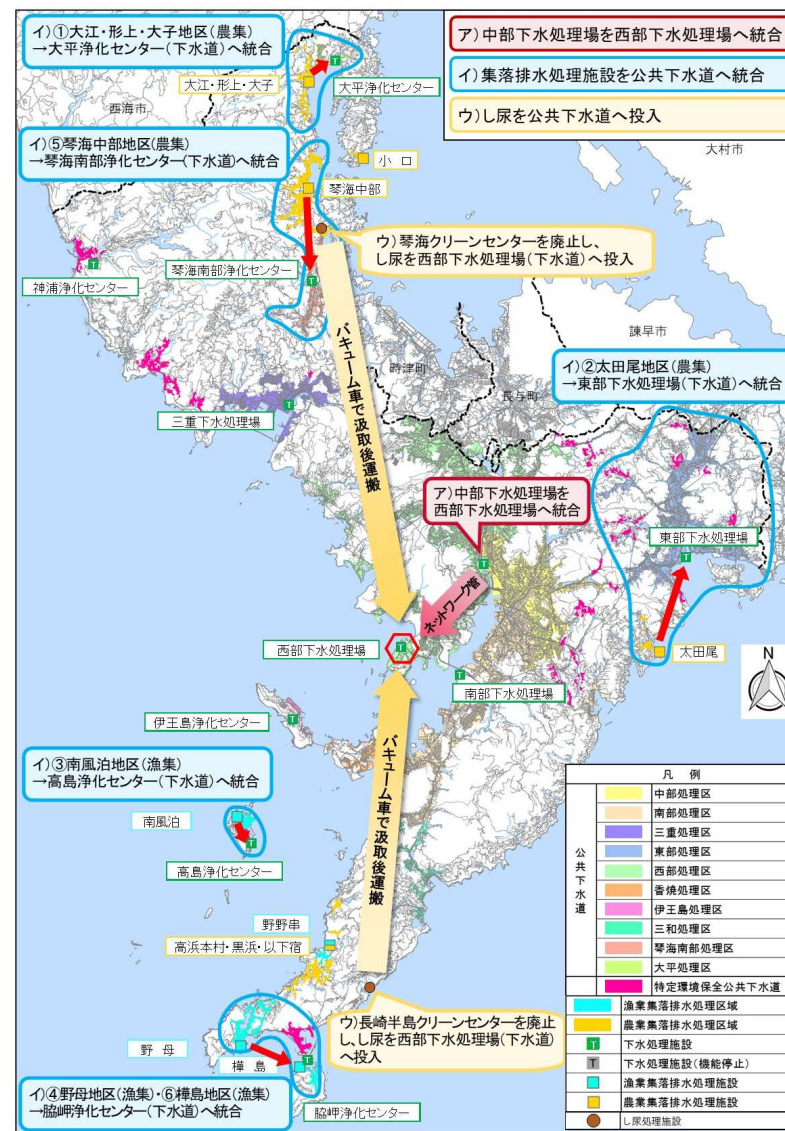 イ)①大江・形上・大子地区(農集)
→大平浄化センター(下水道)へ統合
ア)中部下水処理場を西部下水処理場へ統合
イ)集落排水処理施設を公共下水道へ統合
ウ)し尿を公共下水道へ投入
大江・形上・大子
大平浄化センター
西海市
大村市
イ)⑤琴海中部地区(農集)
→琴海南部浄化センター(下水道)へ統合
小口
琴海中部
ウ)琴海クリーンセンターを廃止し、
し尿を西部下水処理場(下水道)へ投入
琴海南部浄化センター
神浦浄化センター
諫早市
時津町
長与町
イ)②太田尾地区(農集)
→東部下水処理場(下水道)へ統合
三重下水処理場
バキューム車で汲取後運搬
ア)中部下水処理場を
西部下水処理場へ統合
東部下水処理場
ネットワーク管
西部下水処理場
太田尾
南部下水処理場
N
伊王島浄化センター
イ)③南風泊地区(漁集)
→高島浄化センター(下水道)へ統合
南風泊
高島浄化センター
バキューム車で汲取後運搬
野野串
高浜本村・黒浜・以下宿
ウ)長崎半島クリーンセンターを廃止
し、し尿を西部下水処理場(下水道)
へ投入
野母
樺島
イ)④野母地区(漁集)・⑥樺島地区(漁集)
→脇岬浄化センター(下水道)へ統合
脇岬浄化センター
凡例
公共下水道
中部処理区
南部処理区
三重処理区
東部処理区
西部処理区
香焼処理区
伊王島処理区
三和処理区
琴海南部処理区
大平処理区
特定環境保全公共下水道
漁業集落排水処理区域
農業集落排水処理区域
T 下水処理施設
T 下水処理施設(機能停止)
漁業集落排水処理施設
農業集落排水処理施設
し尿処理施設